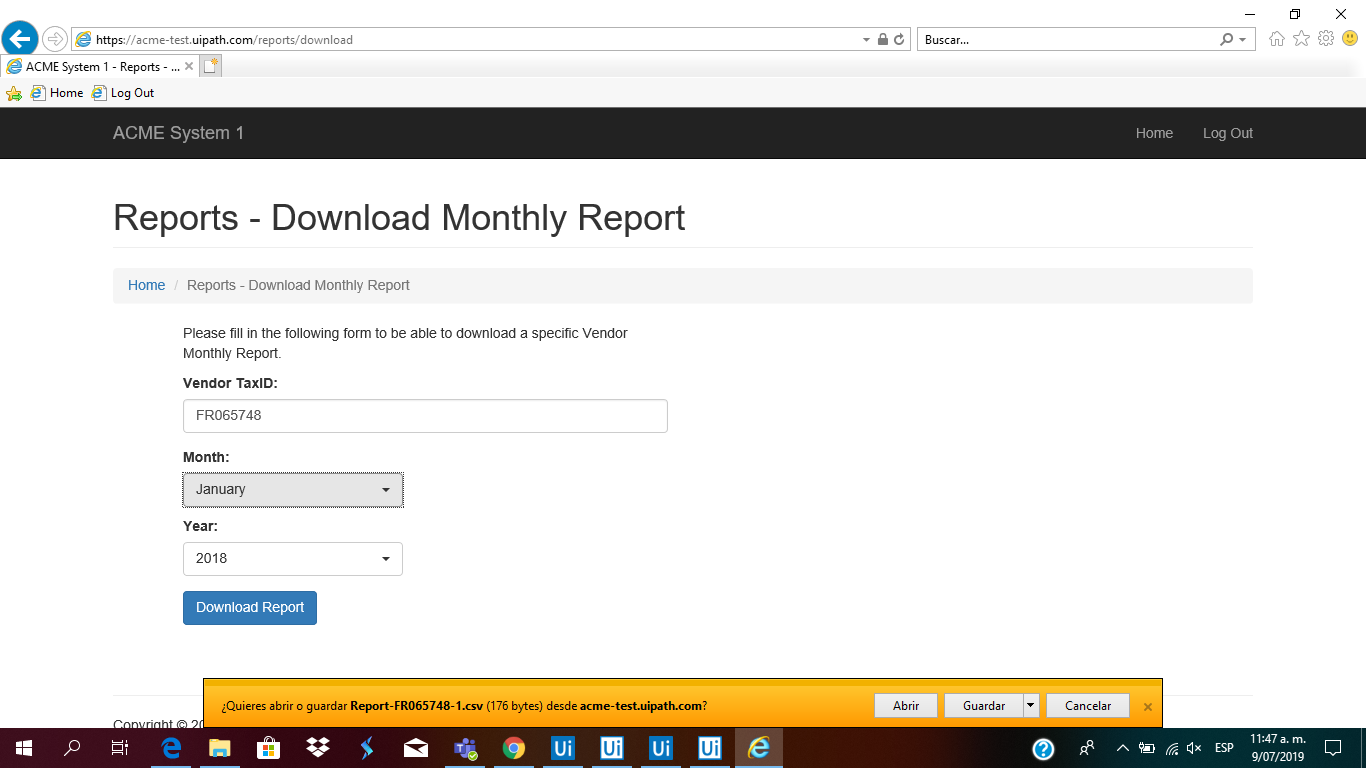 https://acme-test.uipath.com/reports/download
Buscar...
ACME System 1 - Reports - ...
Home Log Out
ACME System 1 Home Log Out
Reports - Download Monthly Report
Home / Reports - Download Monthly Report
Please fill in the following form to be able to download a specific Vendor
Monthly Report.
Vendor TaxID:
FR065748
Month:
January
Year:
2018
Download Report
¿Quieres abrir o guardar Report-FR065748-1.csv (176 bytes) desde acme-test.uipath.com?
Abrir Guardar Cancelar
Copyright © 20
Ui Ui Ui Ui
ESP
11:47 a. m.
9/07/2019